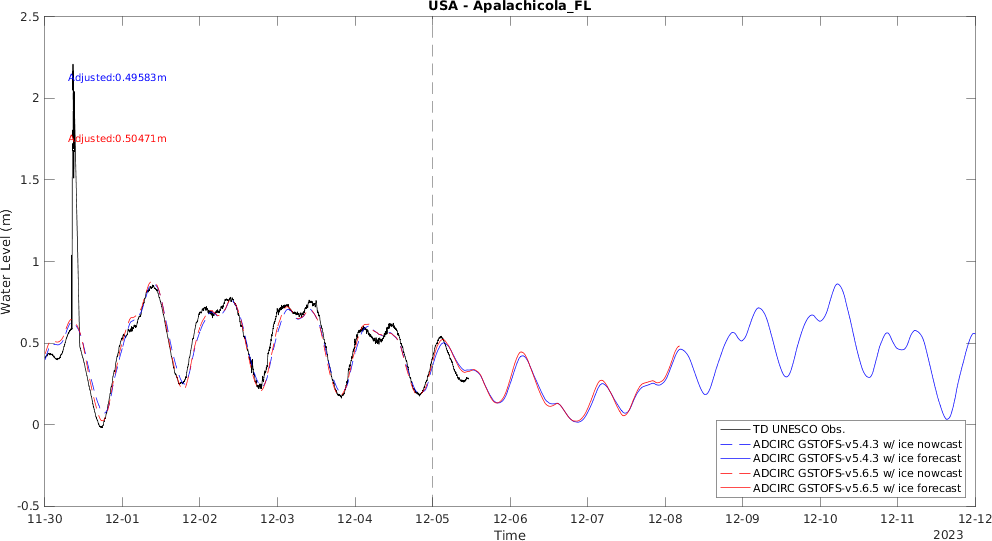 USA - Apalachicola_FL
2.5
2
1.5
1
0.5
0
-0.5
Water Level (m)
Adjusted:0.49583m
Adjusted:0.50471m
TD UNESCO Obs.
ADCIRC GSTOFS-v5.4.3 w/ ice nowcast
ADCIRC GSTOFS-v5.4.3 w/ ice forecast
ADCIRC GSTOFS-v5.6.5 w/ ice nowcast
ADCIRC GSTOFS-v5.6.5 w/ ice forecast
11-30 12-01 12-02 12-03 12-04 12-05 12-06 12-07 12-08 12-09 12-10 12-11 12-12
Time
2023